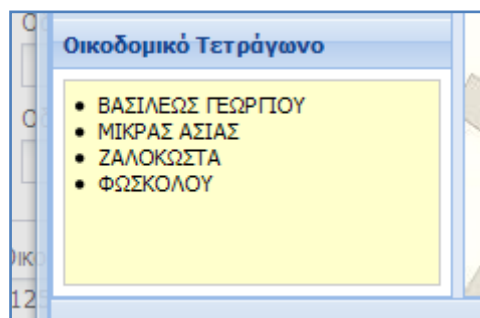 Οικοδομικό Τετράγωνο
ΒΑΣΙΛΕΩΣ ΓΕΩΡΓΙΟΥ
ΜΙΚΡΑΣ ΑΣΙΑΣ
ΖΑΛΟΚΩΣΤΑ
ΦΩΣΚΟΛΟΥ